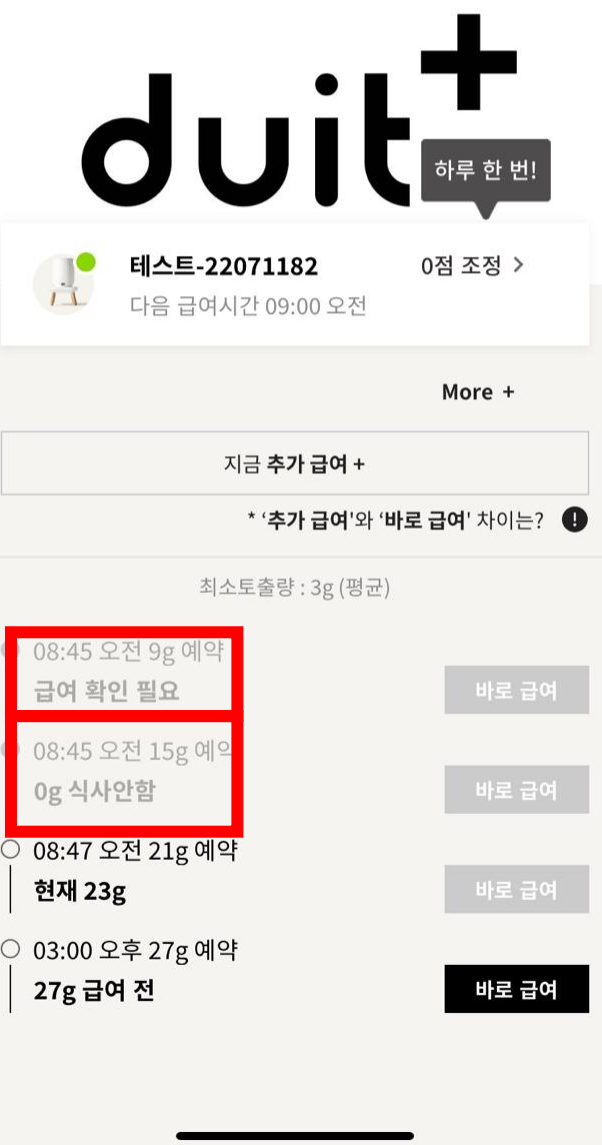 duit+
하루 한 번!
테스트-22071182
0점 조정 >
다음 급여시간 09:00 오전
More +
지금 추가 급여 +
* ‘추가 급여'와 ‘바로 급여' 차이는? !
최소토출량 : 3g (평균)
08:45 오전 9g 예약
급여 확인 필요
바로 급여
08:45 오전 15g 예약
0g 식사안함
바로 급여
08:47 오전 21g 예약
현재 23g
바로 급여
03:00 오후 27g 예약
27g 급여 전
바로 급여